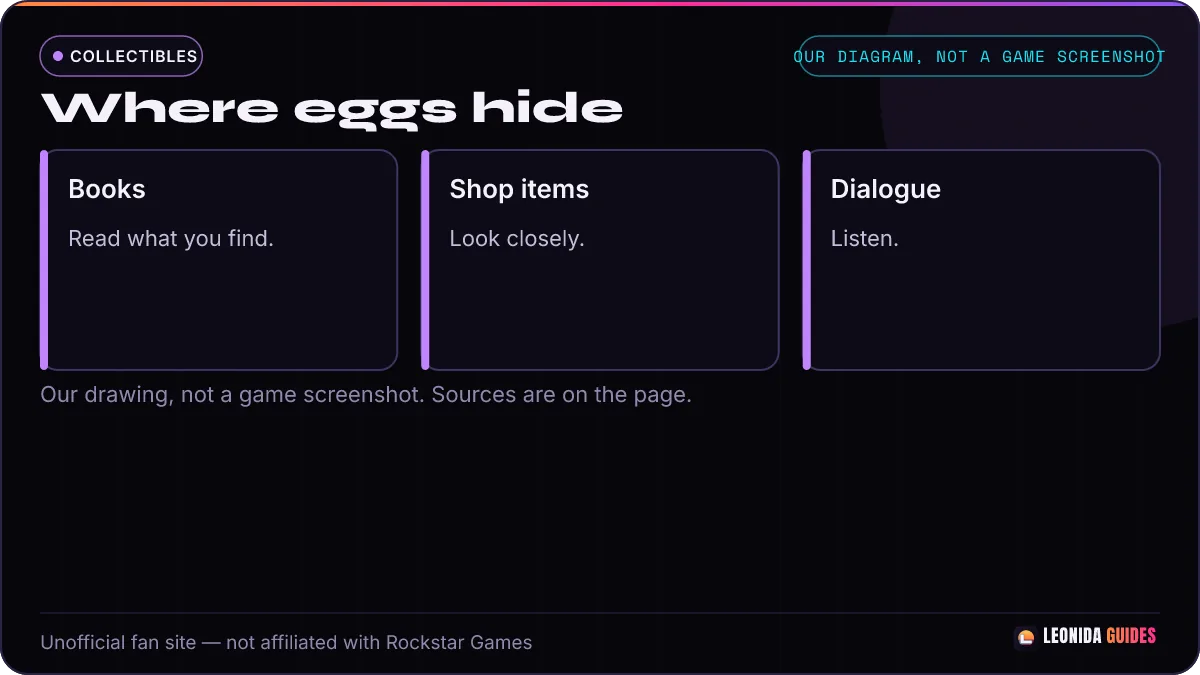 COLLECTIBLES
OUR DIAGRAM, NOT A GAME SCREENSHOT
Where eggs hide
Books
Read what you find.
Shop items
Look closely.
Dialogue
Listen.
Our drawing, not a game screenshot. Sources are on the page.
Unofficial fan site — not affiliated with Rockstar Games
LEONIDA GUIDES